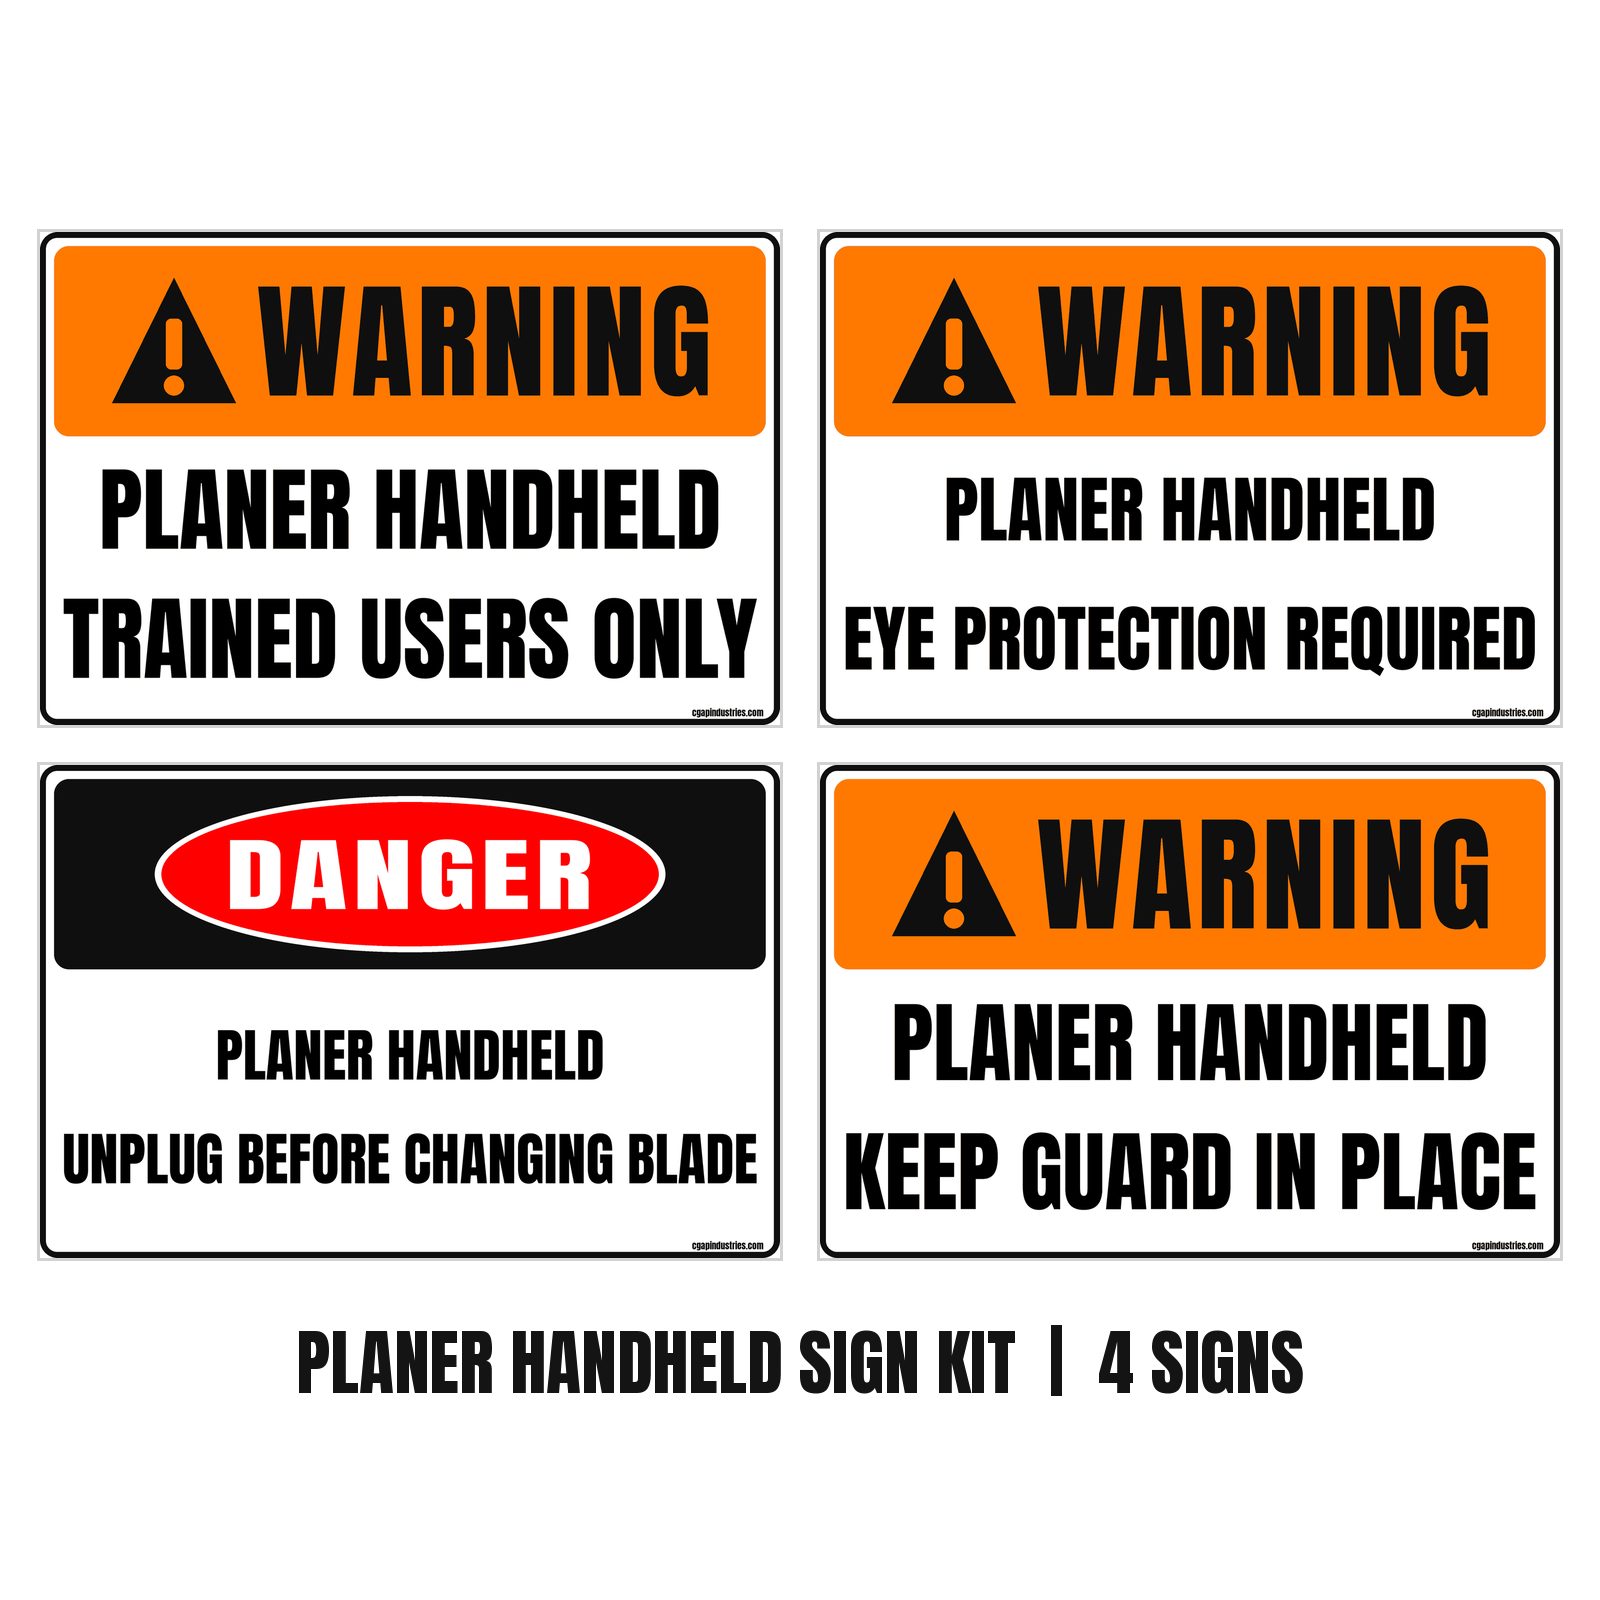 WARNING
PLANER HANDHELD
TRAINED USERS ONLY
cgapindustries.com
WARNING
PLANER HANDHELD
EYE PROTECTION REQUIRED
cgapindustries.com
DANGER
PLANER HANDHELD
UNPLUG BEFORE CHANGING BLADE
cgapindustries.com
WARNING
PLANER HANDHELD
KEEP GUARD IN PLACE
cgapindustries.com
PLANER HANDHELD SIGN KIT | 4 SIGNS